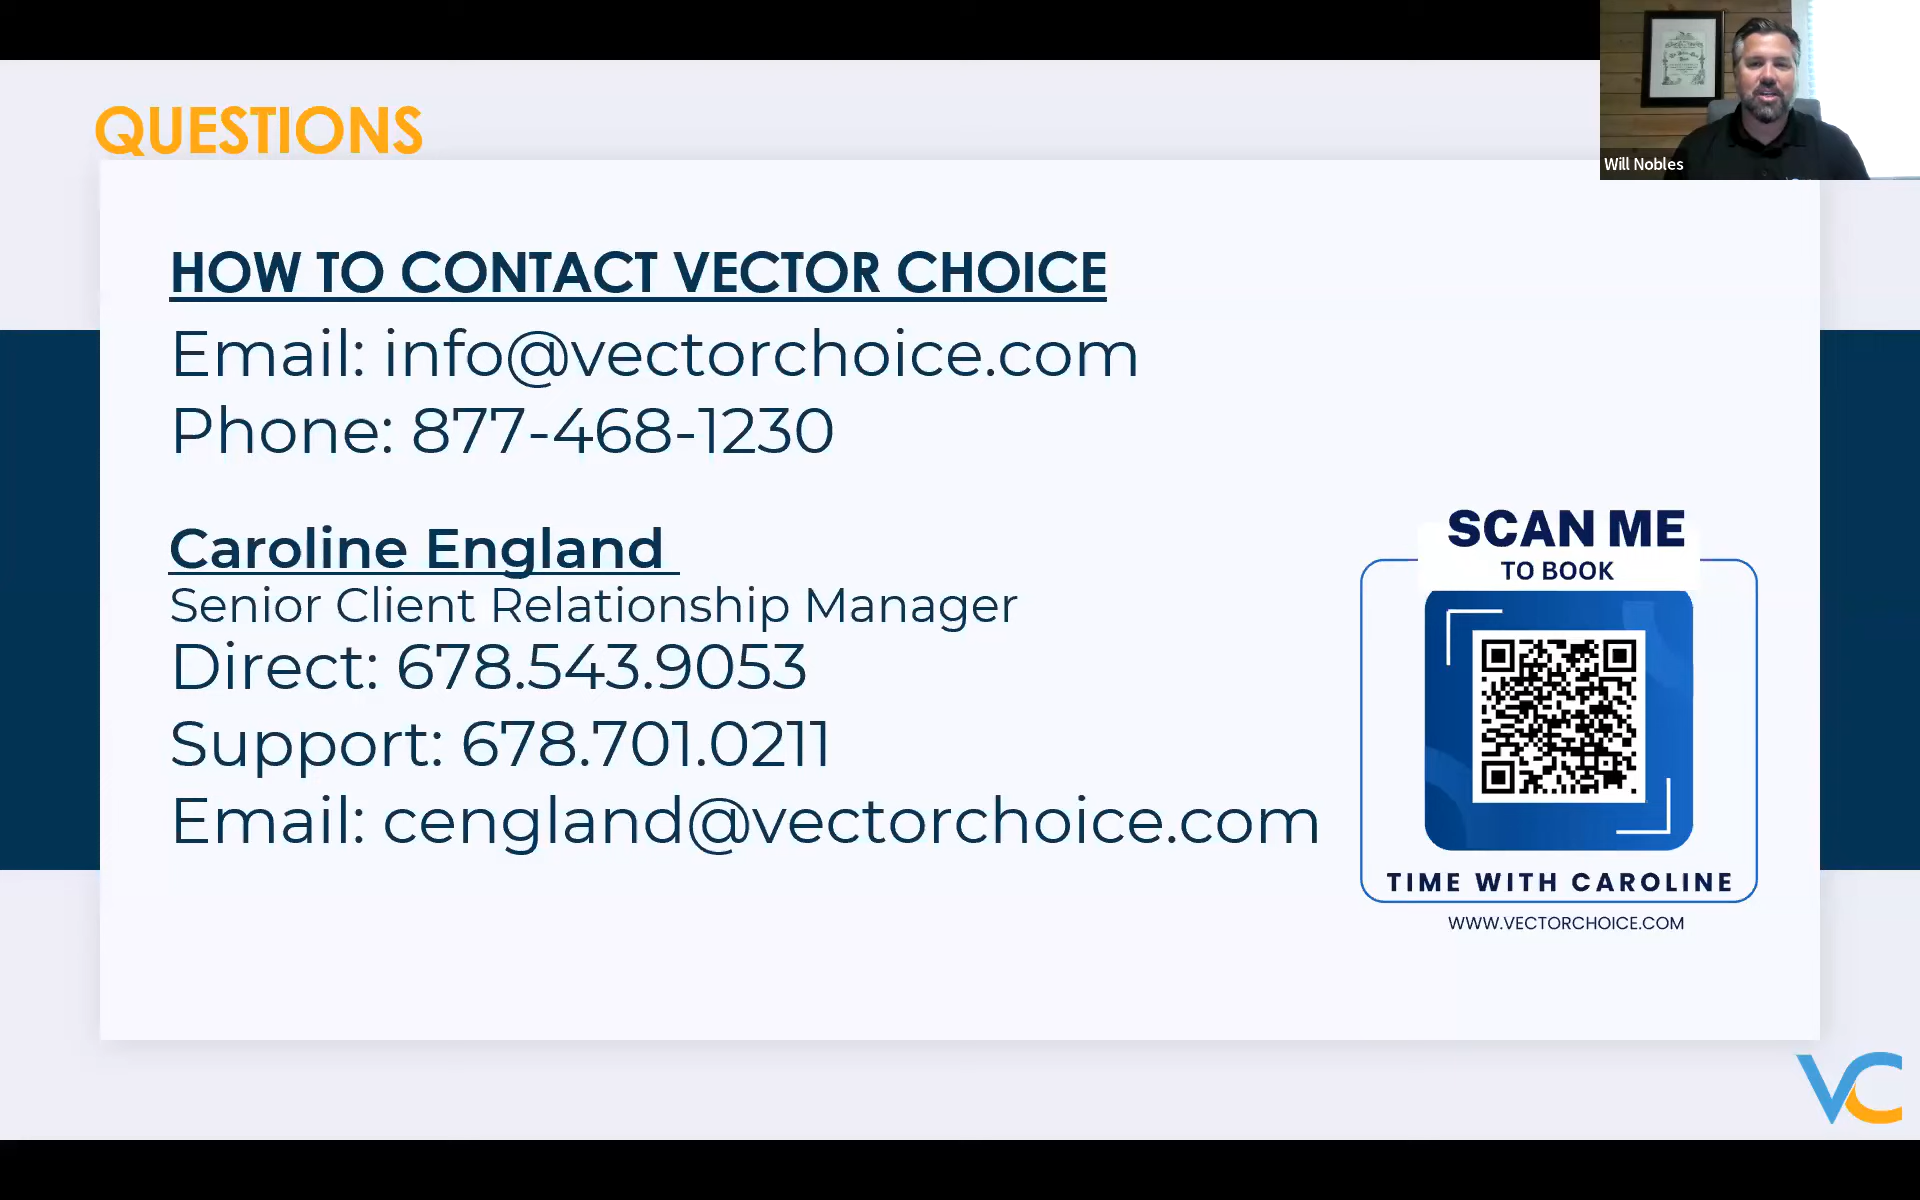 QUESTIONS
Will Nobles
HOW TO CONTACT VECTOR CHOICE
Email: info@vectorchoice.com
Phone: 877-468-1230
Caroline England
Senior Client Relationship Manager
Direct: 678.543.9053
Support: 678.701.0211
Email: cengland@vectorchoice.com
SCAN ME
TO BOOK
TIME WITH CAROLINE
WWW.VECTORCHOICE.COM
VC